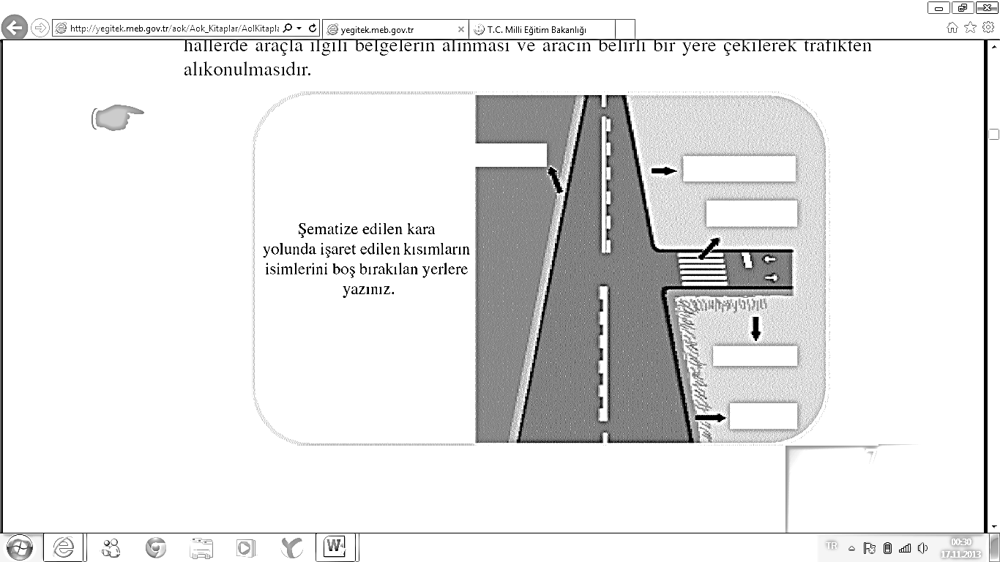 http://yegitek.meb.gov.tr/aok/Aok_Kitaplar/AolKitapla
yegitek.meb.gov.tr
T.C. Milli Eğitim Bakanlığı
hallerde araçla ilgili belgelerin alınması ve aracın belirli bir yere çekilerek trafikten
alıkonulmasıdır.
Şematize edilen kara
yolunda işaret edilen kısımların
isimlerini boş bırakılan yerlere
yazınız.
7
TR
00:30
17.11.2013